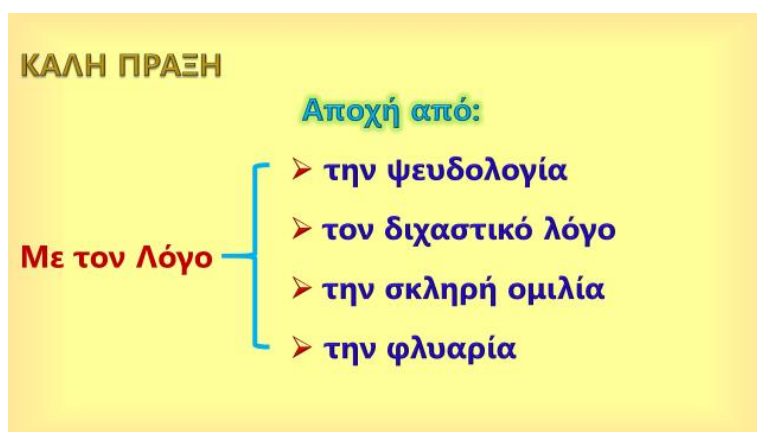 ΚΑΛΗ ΠΡΑΞΗ
Αποχή από:
την ψευδολογία
τον διχαστικό λόγο
Με τον Λόγο
την σκληρή ομιλία
την φλυαρία